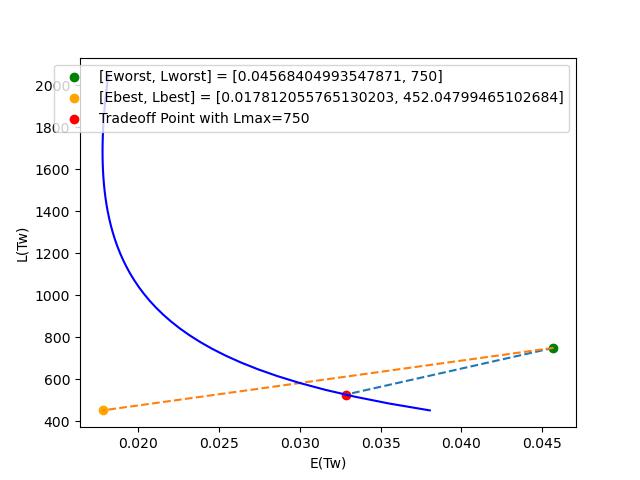 [Eworst, Lworst] = [0.04568404993547871, 750]
[Ebest, Lbest] = [0.017812055765130203, 452.04799465102684]
Tradeoff Point with Lmax=750
2000
1800
1600
1400
1200
1000
800
600
400
L(Tw)
0.020 0.025 0.030 0.035 0.040 0.045
E(Tw)